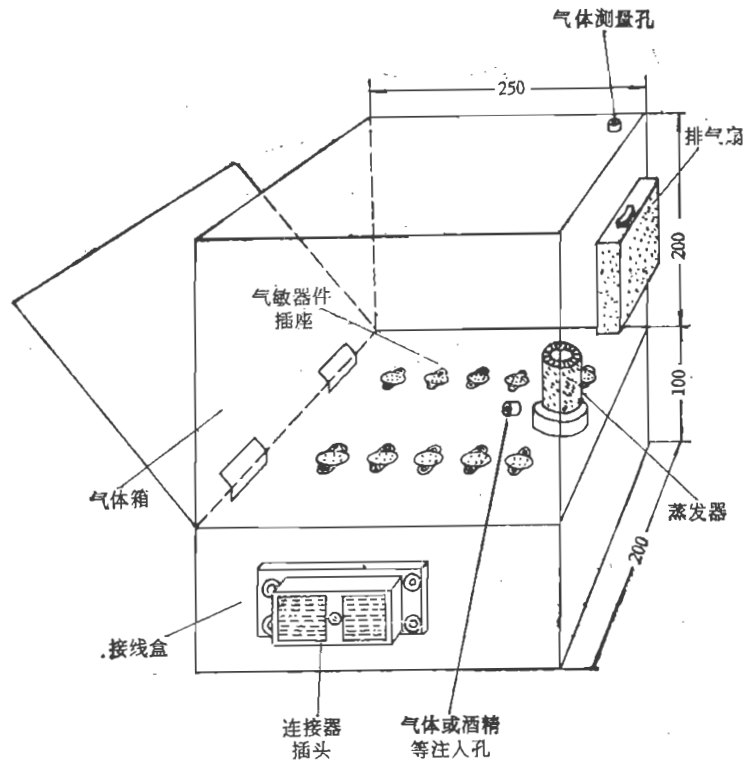 气体测量孔
250
排气扇
200
气敏器件
插座
100
气体箱
蒸发器
200
接线盒
连接器
插头
气体或酒精
等注入孔